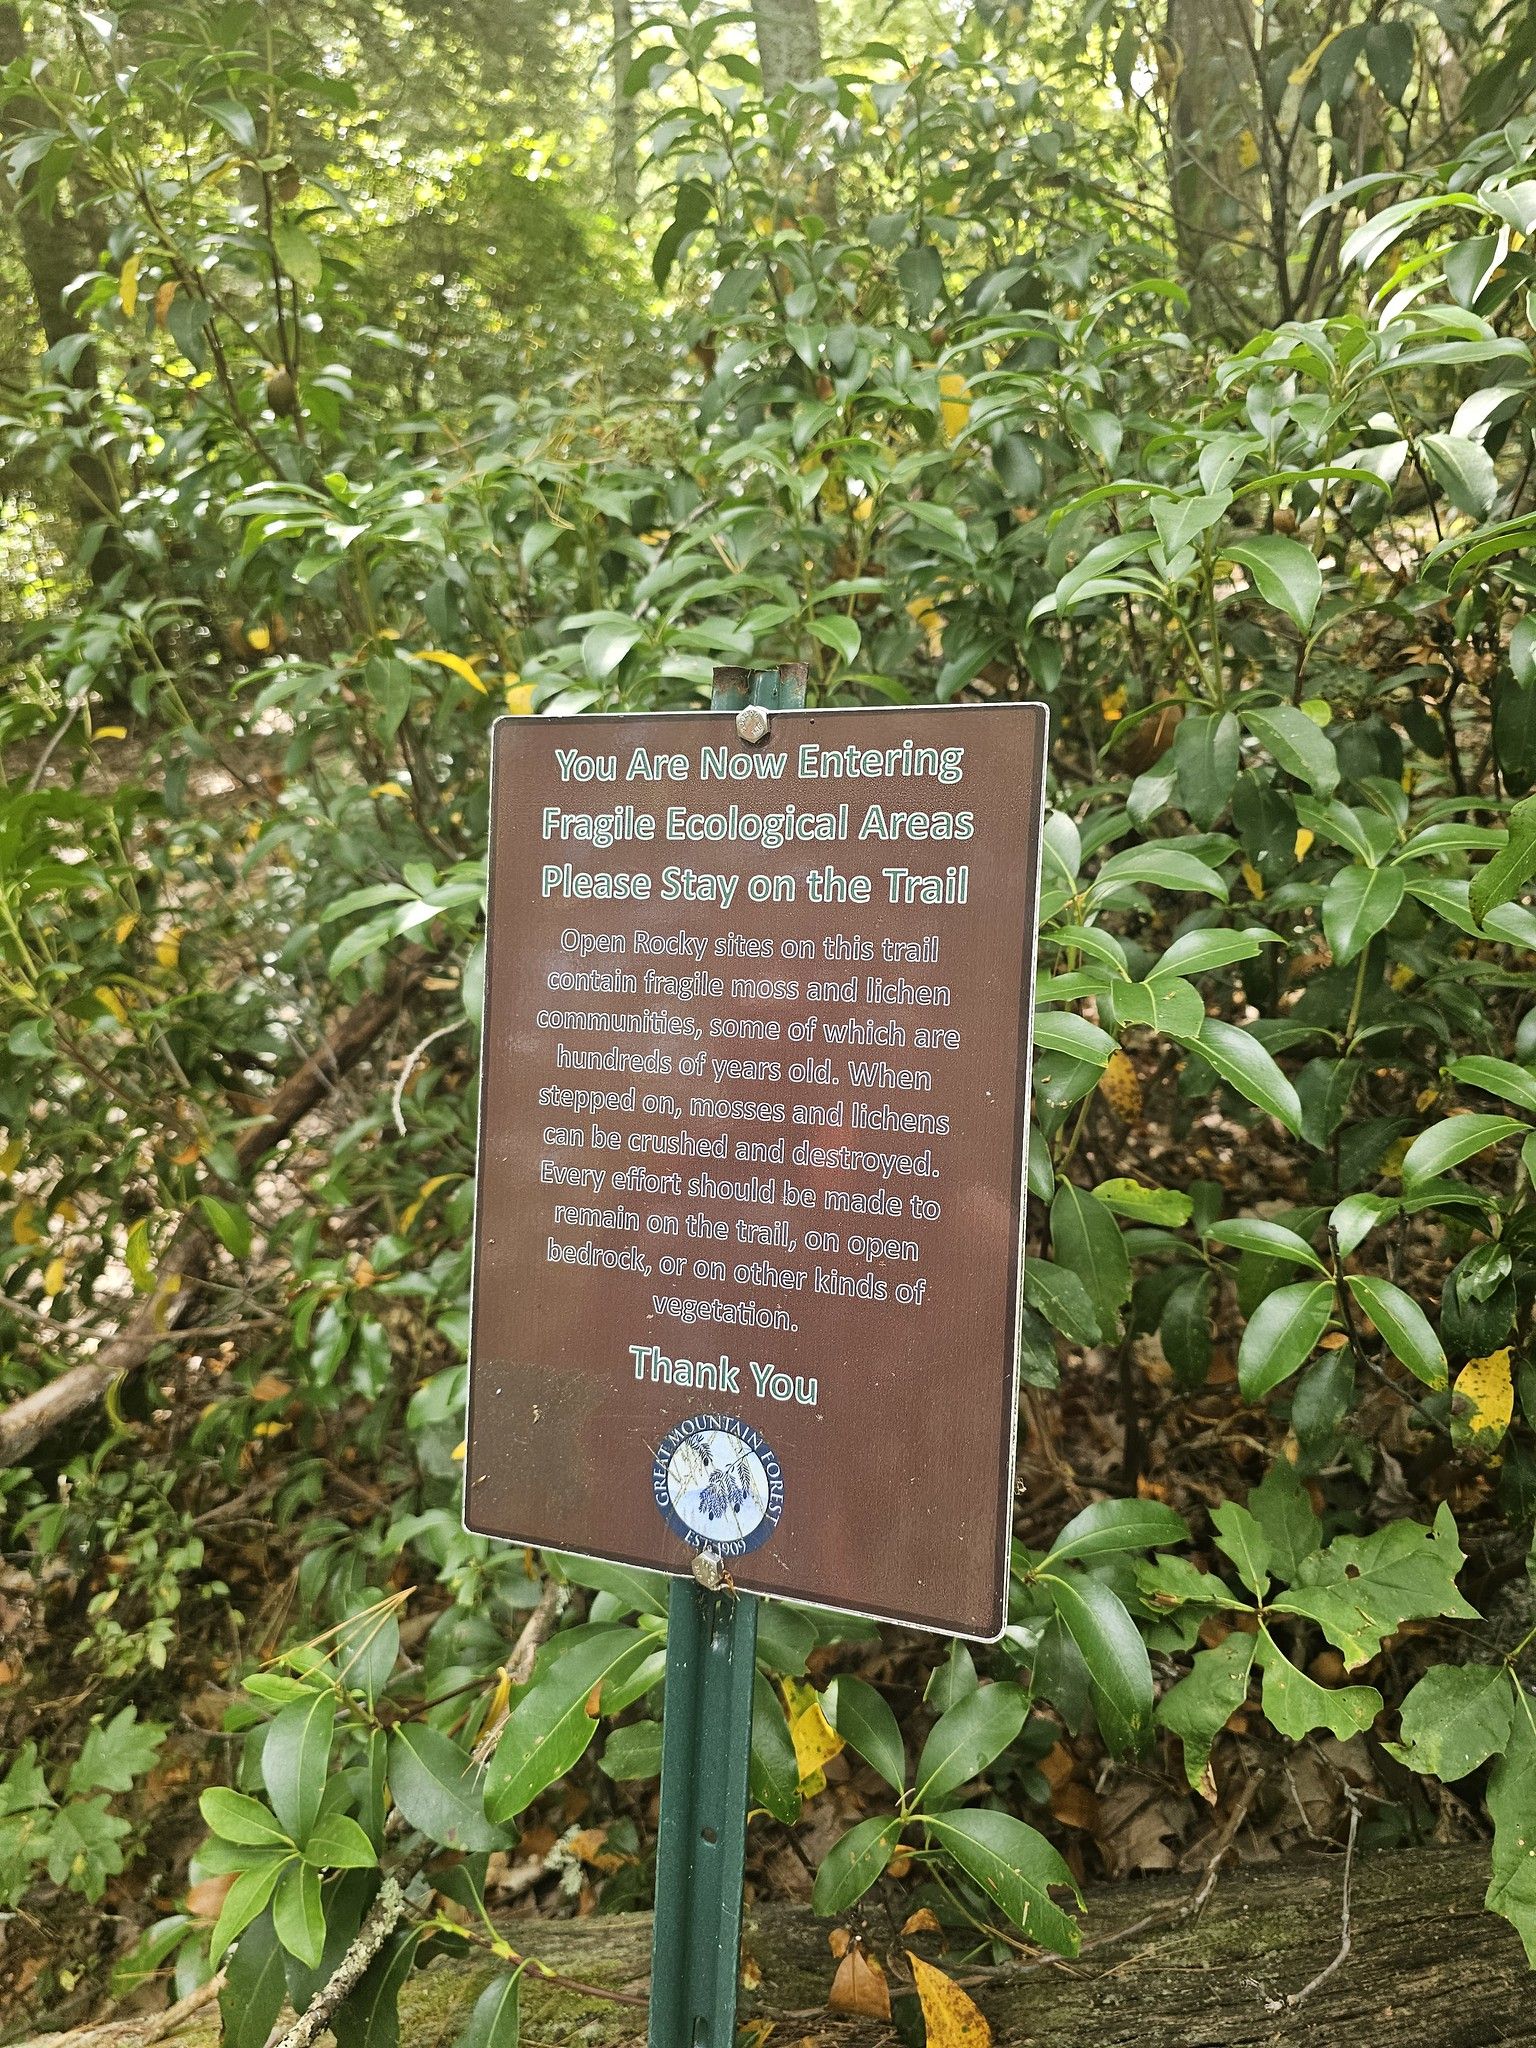 You Are Now Entering
Fragile Ecological Areas
Please Stay on the Trail
Open Rocky sites on this trail
contain fragile moss and lichen
communities, some of which are
hundreds of years old. When
stepped on, mosses and lichens
can be crushed and destroyed.
Every effort should be made to
remain on the trail, on open
bedrock, or on other kinds of
vegetation.
Thank You
GREAT MOUNTAIN FOREST
EST. 1909